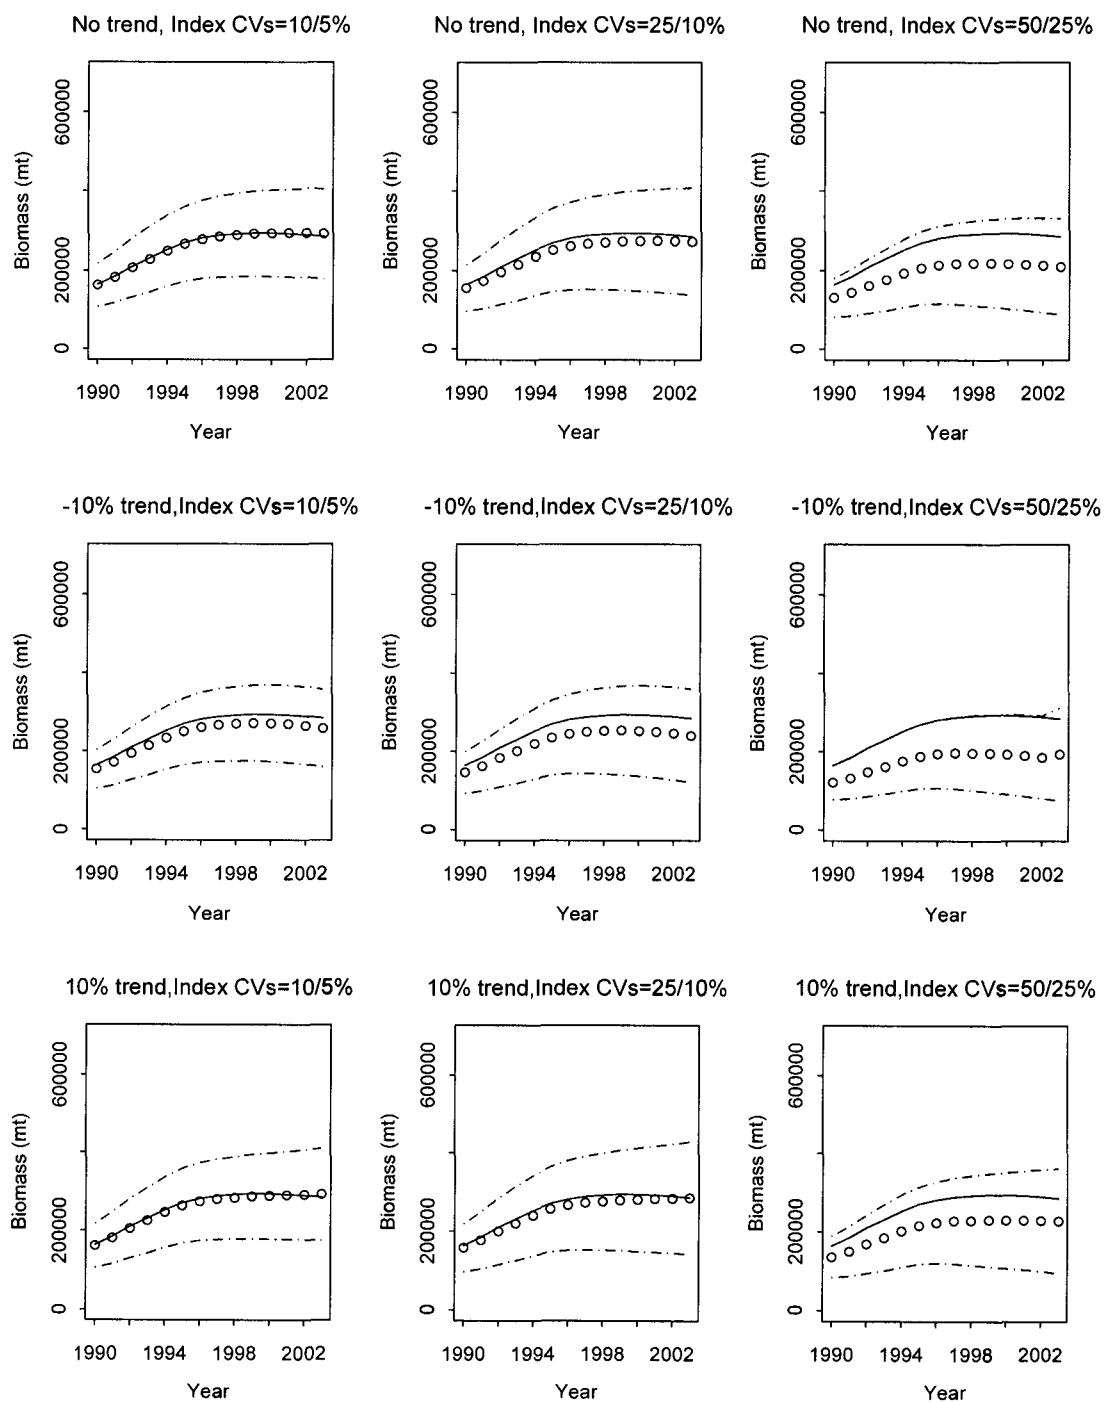 No trend, Index CVs=10/5% No trend, Index CVs=25/10% No trend, Index CVs=50/25%
Biomass (mt) Biomass (mt) Biomass (mt)
600000 600000 600000
200000 200000 200000
0 0 0
1990 1994 1998 2002 1990 1994 1998 2002 1990 1994 1998 2002
Year Year Year
-10% trend,Index CVs=10/5% -10% trend,Index CVs=25/10% -10% trend,Index CVs=50/25%
Biomass (mt) Biomass (mt) Biomass (mt)
600000 600000 600000
200000 200000 200000
0 0 0
1990 1994 1998 2002 1990 1994 1998 2002 1990 1994 1998 2002
Year Year Year
10% trend,Index CVs=10/5% 10% trend,Index CVs=25/10% 10% trend,Index CVs=50/25%
Biomass (mt) Biomass (mt) Biomass (mt)
600000 600000 600000
200000 200000 200000
0 0 0
1990 1994 1998 2002 1990 1994 1998 2002 1990 1994 1998 2002
Year Year Year